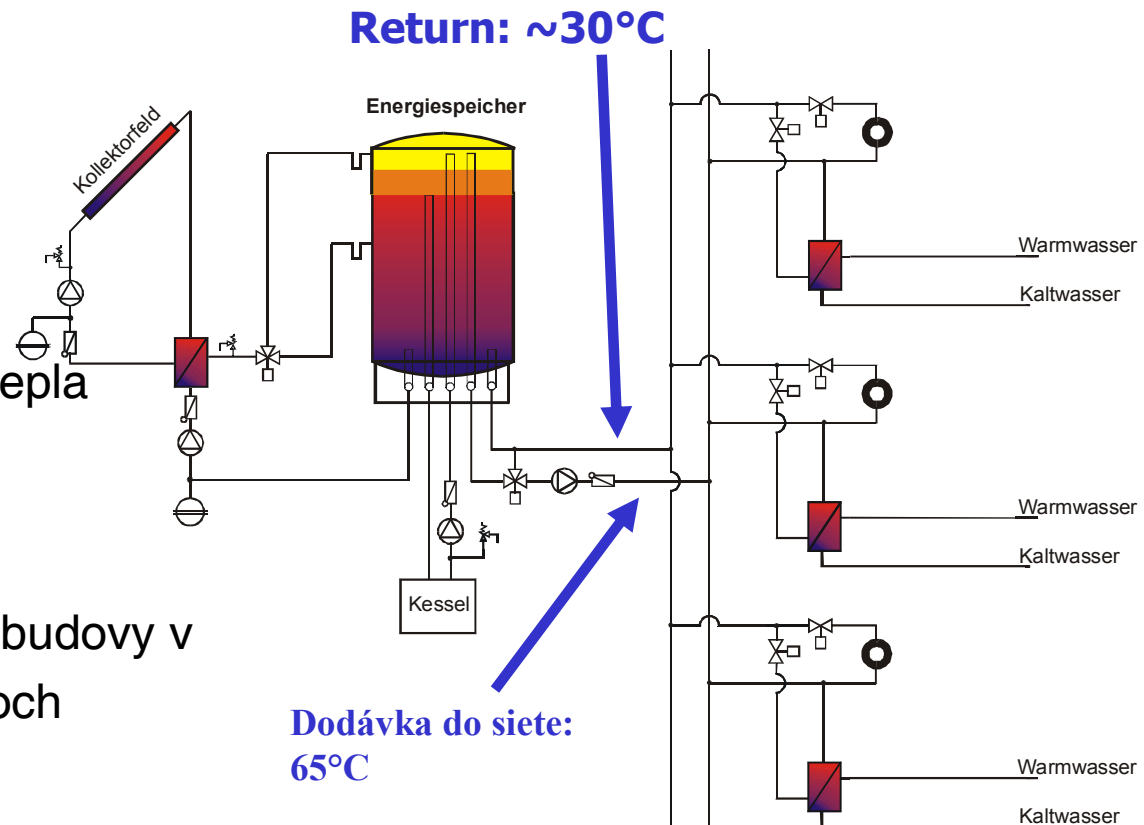 Return: ~30°C
Energiespeicher
Kollektorfeld
Warmwasser
Kaltwasser
epla
Warmwasser
Kaltwasser
Kessel
budovy v
och
Dodávka do siete:
65°C
Warmwasser
Kaltwasser